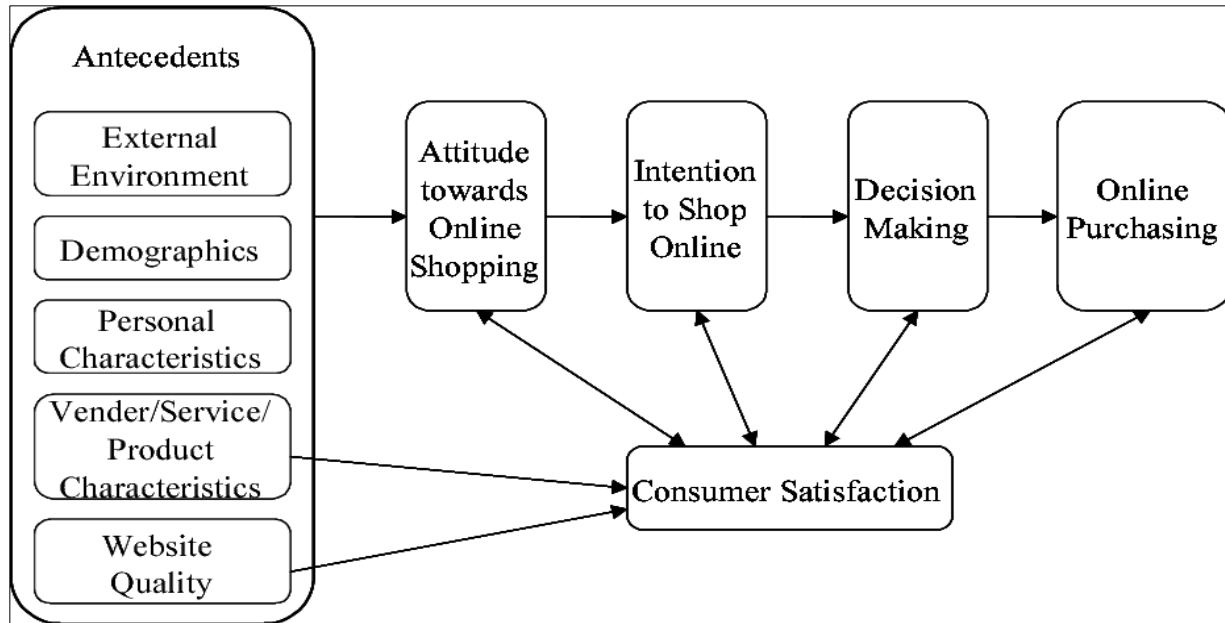 Antecedents
External
Environment
Demographics
Personal
Characteristics
Vender/Service/
Product
Characteristics
Website
Quality
Attitude
towards
Online
Shopping
Intention
to Shop
Online
Decision
Making
Online
Purchasing
Consumer Satisfaction